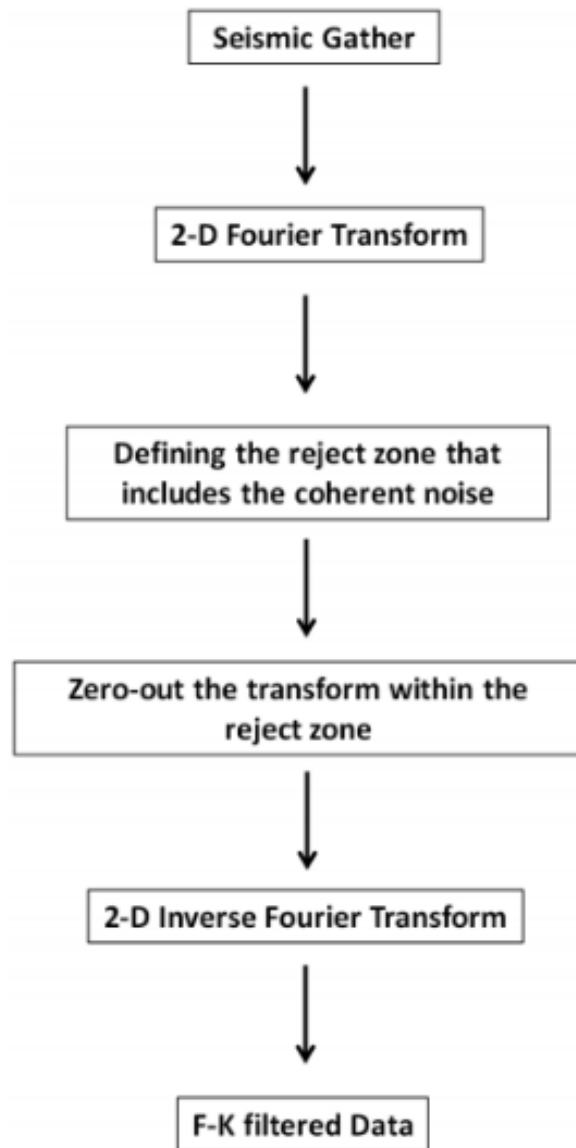 Seismic Gather
2-D Fourier Transform
Defining the reject zone that
includes the coherent noise
Zero-out the transform within the
reject zone
2-D Inverse Fourier Transform
F-K filtered Data